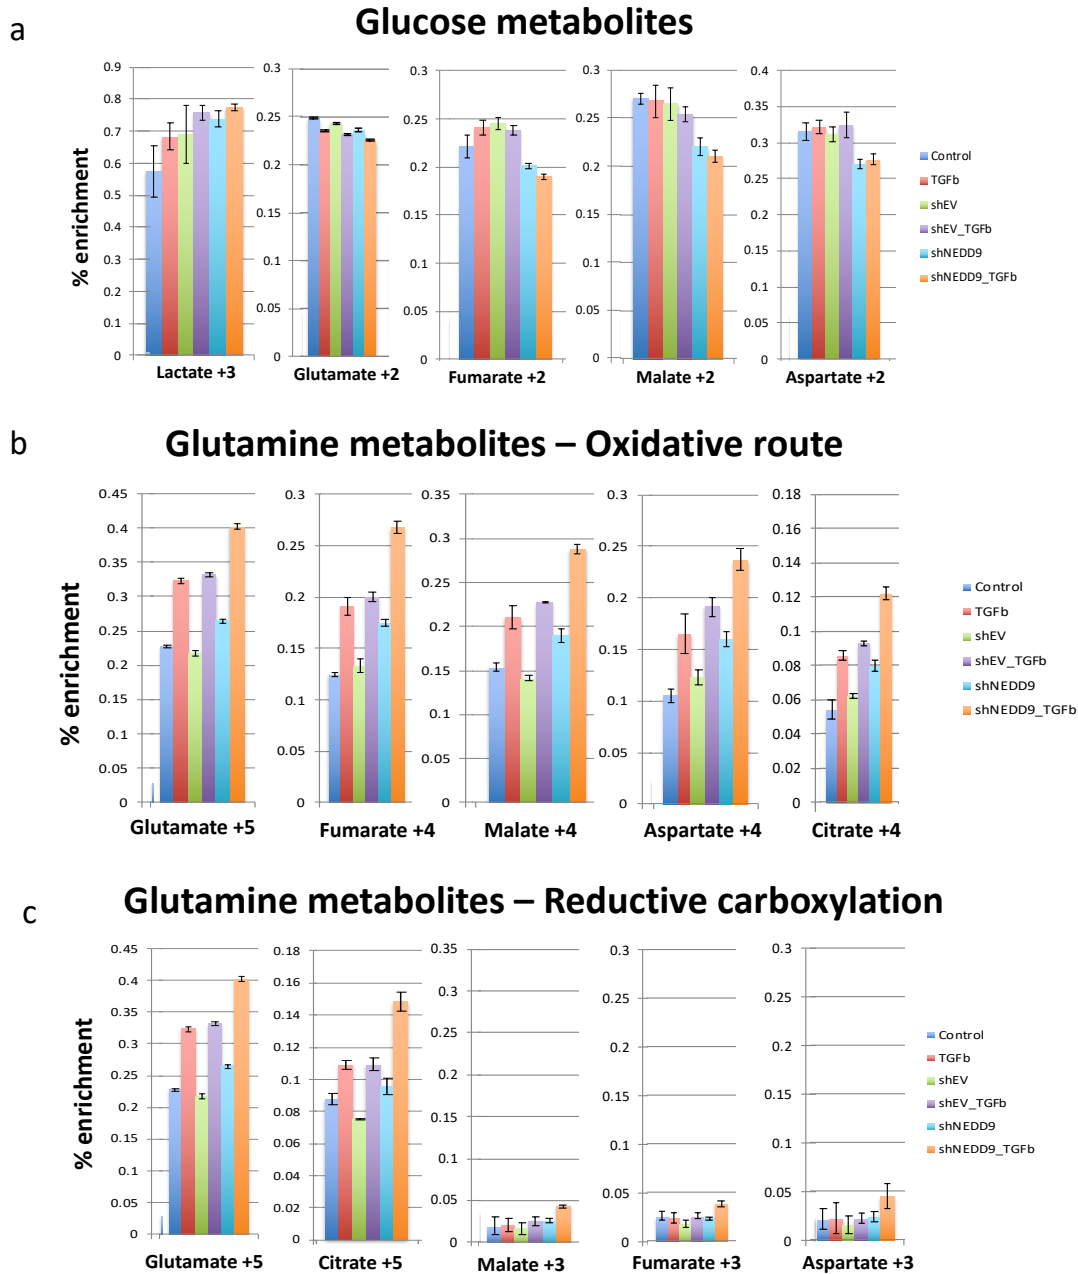 a
Glucose metabolites
% enrichment
0.9
0.8
0.7
0.6
0.5
0.4
0.3
0.2
0.1
0
Lactate +3
0.3
0.25
0.2
0.15
0.1
0.05
0
Glutamate +2
0.3
0.2
0.1
0
Fumarate +2
0.3
0.2
0.1
0
Malate +2
0.4
0.35
0.3
0.25
0.2
0.15
0.1
0.05
0
Aspartate +2
Control
TGFb
shEV
shEV_TGFb
shNEDD9
shNEDD9_TGFb
b
Glutamine metabolites – Oxidative route
% enrichment
0.45
0.4
0.35
0.3
0.25
0.2
0.15
0.1
0.05
0
Glutamate +5
0.3
0.25
0.2
0.15
0.1
0.05
0
Fumarate +4
0.35
0.3
0.25
0.2
0.15
0.1
0.05
0
Malate +4
0.3
0.25
0.2
0.15
0.1
0.05
0
Aspartate +4
0.18
0.16
0.14
0.12
0.1
0.08
0.06
0.04
0.02
0
Citrate +4
Control
TGFb
shEV
shEV_TGFb
shNEDD9
shNEDD9_TGFb
c
Glutamine metabolites – Reductive carboxylation
% enrichment
0.45
0.4
0.35
0.3
0.25
0.2
0.15
0.1
0.05
0
Glutamate +5
0.18
0.16
0.14
0.12
0.1
0.08
0.06
0.04
0.02
0
Citrate +5
0.35
0.3
0.25
0.2
0.15
0.1
0.05
0
Malate +3
0.3
0.25
0.2
0.15
0.1
0.05
0
Fumarate +3
0.3
0.25
0.2
0.15
0.1
0.05
0
Aspartate +3
Control
TGFb
shEV
shEV_TGFb
shNEDD9
shNEDD9_TGFb